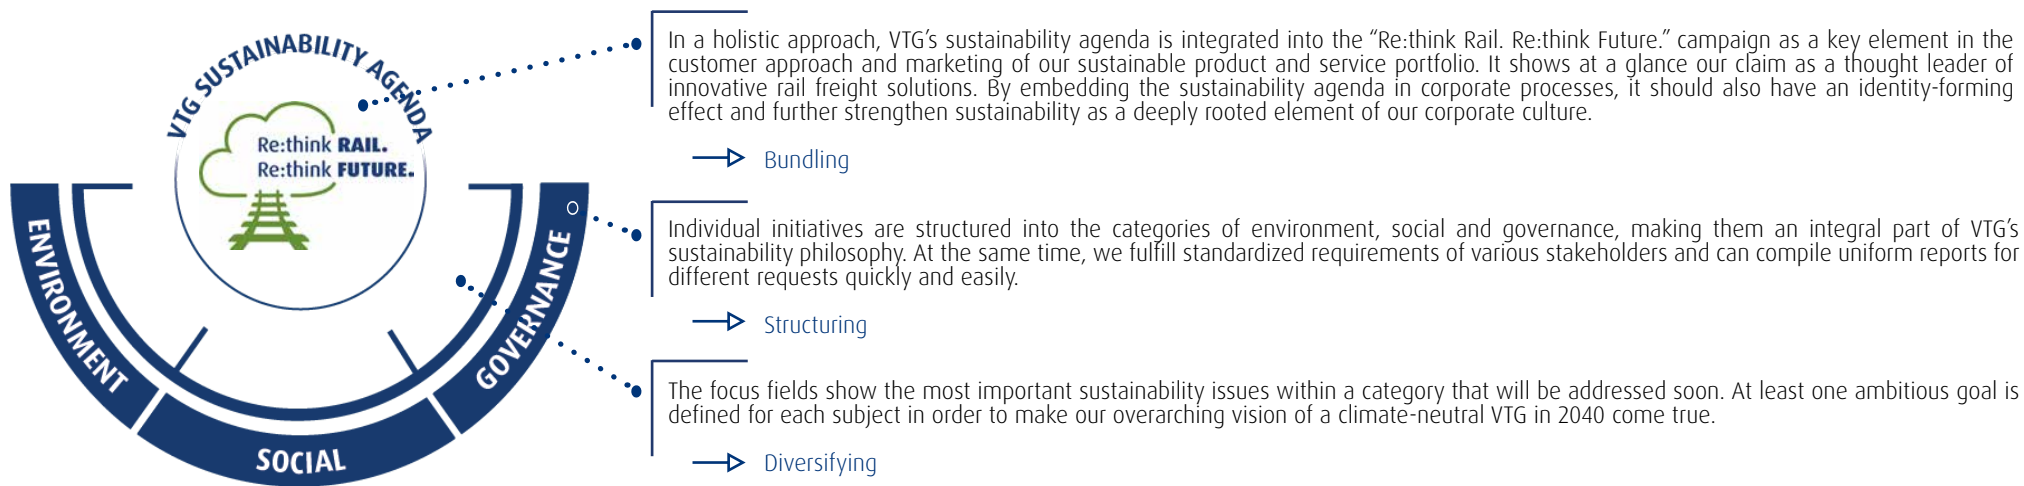 VTG SUSTAINABILITY AGENDA
Re:think RAIL.
Re:think FUTURE.
ENVIRONMENT
SOCIAL
GOVERNANCE
In a holistic approach, VTG’s sustainability agenda is integrated into the “Re:think Rail. Re:think Future.” campaign as a key element in the
customer approach and marketing of our sustainable product and service portfolio. It shows at a glance our claim as a thought leader of
innovative rail freight solutions. By embedding the sustainability agenda in corporate processes, it should also have an identity-forming
effect and further strengthen sustainability as a deeply rooted element of our corporate culture.
Bundling
Individual initiatives are structured into the categories of environment, social and governance, making them an integral part of VTG’s
sustainability philosophy. At the same time, we fulfill standardized requirements of various stakeholders and can compile uniform reports for
different requests quickly and easily.
Structuring
The focus fields show the most important sustainability issues within a category that will be addressed soon. At least one ambitious goal is
defined for each subject in order to make our overarching vision of a climate-neutral VTG in 2040 come true.
Diversifying